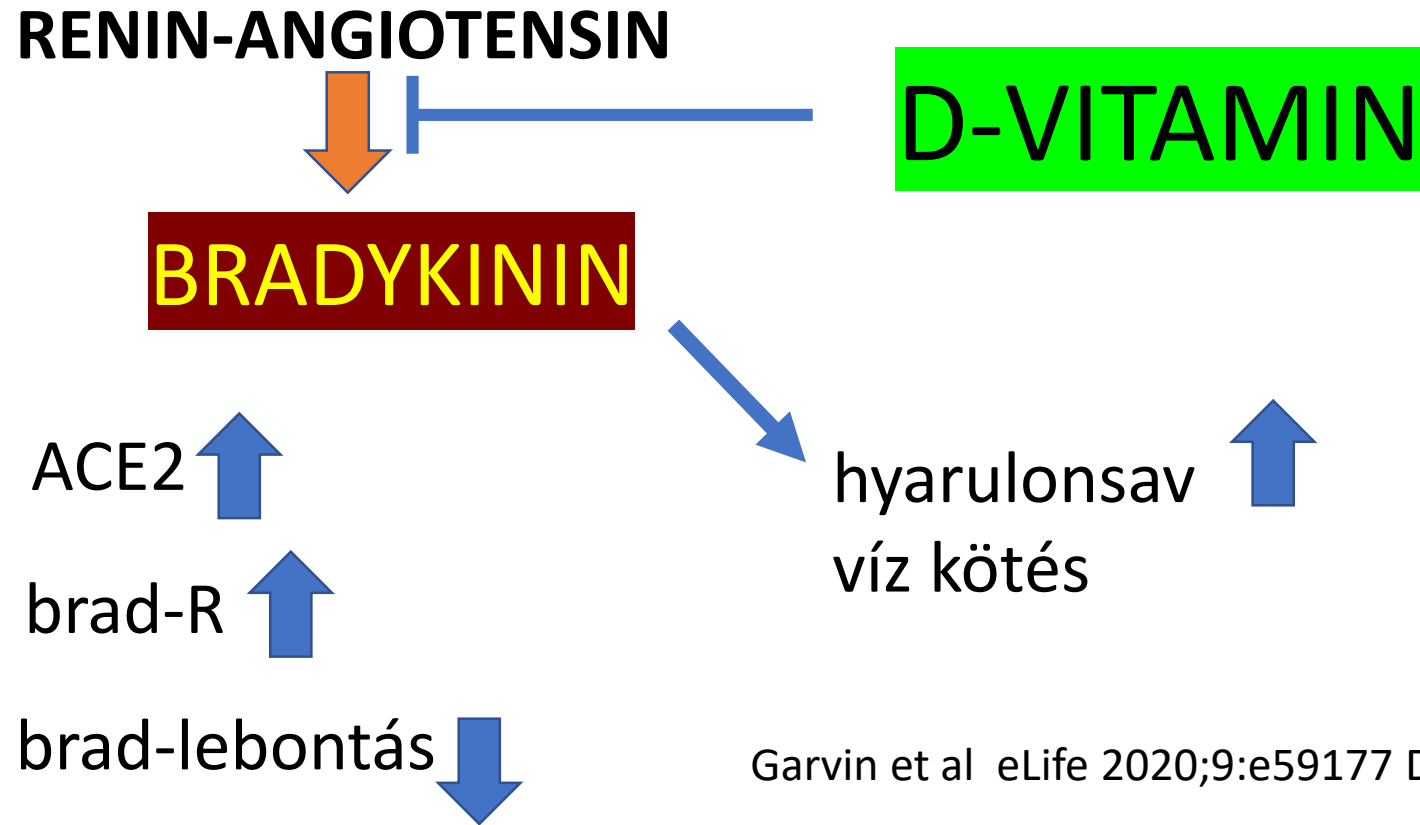 RENIN-ANGIOTENSIN
D-VITAMIN
BRADYKININ
ACE2
hyarulonsav
víz kötés
brad-R
brad-lebontás
Garvin et al eLife 2020;9:e59177 D